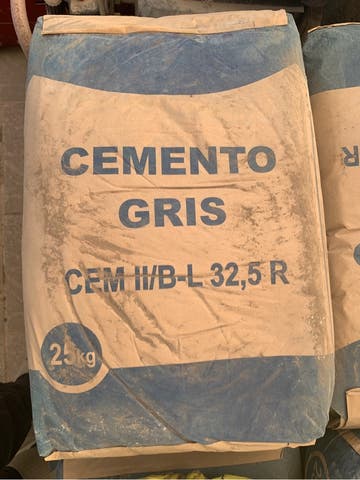 CEMENTO
GRIS
CEM II/B-L 32,5 R
25kg
R